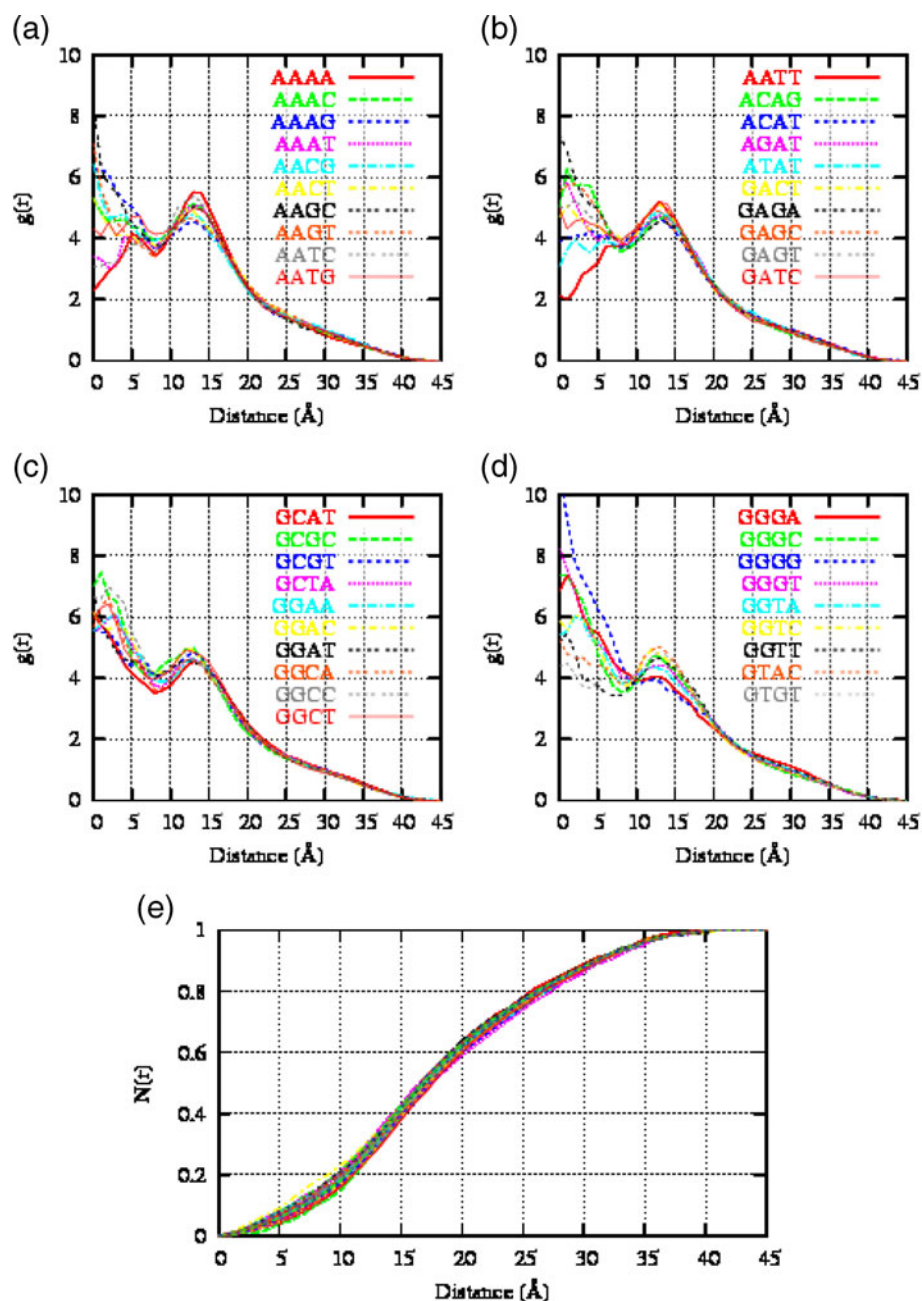 (a)
10
8
6
4
2
0
g(r)
AAAA
AAAC
AAAG
AAAT
AACG
AACT
AAGC
AAGT
AATC
AATG
0 5 10 15 20 25 30 35 40 45
Distance (Å)
(b)
10
8
6
4
2
0
g(r)
AATT
ACAG
ACAT
AGAT
ATAT
GACT
GAGA
GAGC
GAGT
GATC
0 5 10 15 20 25 30 35 40 45
Distance (Å)
(c)
10
8
6
4
2
0
g(r)
GCAT
GCGC
GCGT
GCTA
GGAA
GGAC
GGAT
GGCA
GGCC
GGCT
0 5 10 15 20 25 30 35 40 45
Distance (Å)
(d)
10
8
6
4
2
0
g(r)
GGGA
GGGC
GGGG
GGGT
GGTA
GGTC
GGTT
GTAC
GTGT
0 5 10 15 20 25 30 35 40 45
Distance (Å)
(e)
1
0.8
0.6
0.4
0.2
0
N(r)
0 5 10 15 20 25 30 35 40 45
Distance (Å)